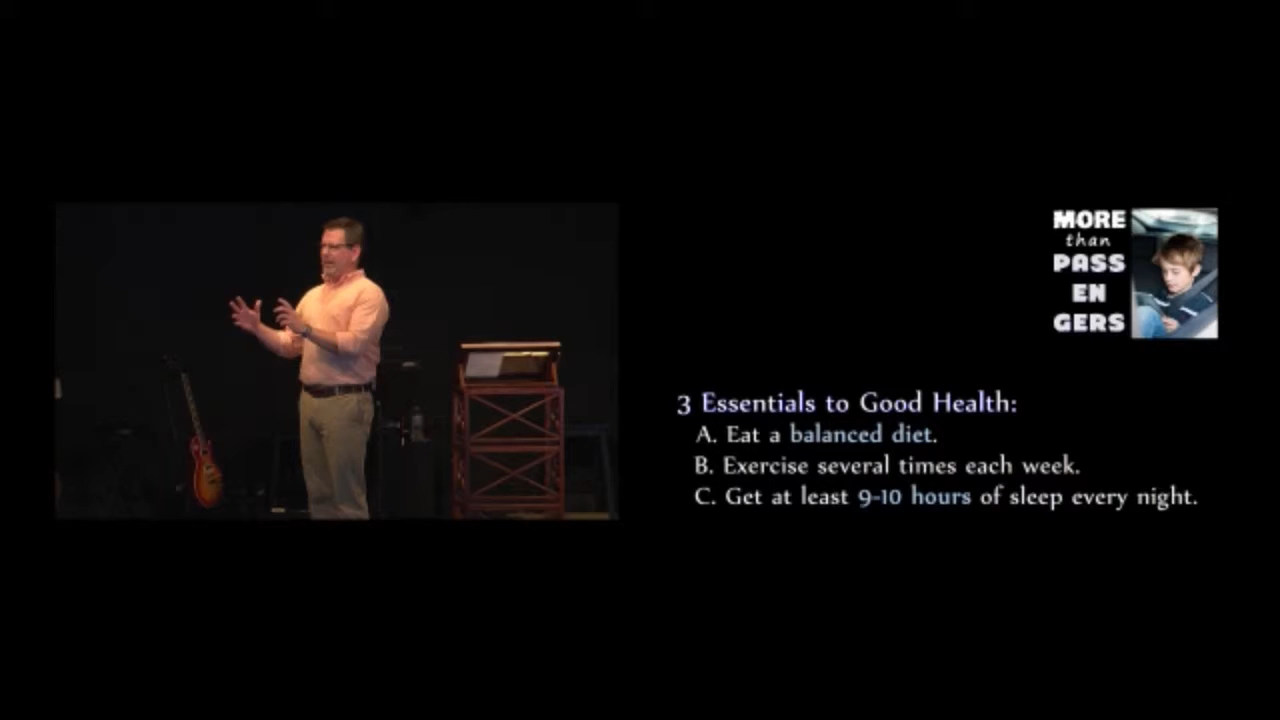 MORE
than
PASS
EN
GERS
3 Essentials to Good Health:
A. Eat a balanced diet.
B. Exercise several times each week.
C. Get at least 9-10 hours of sleep every night.